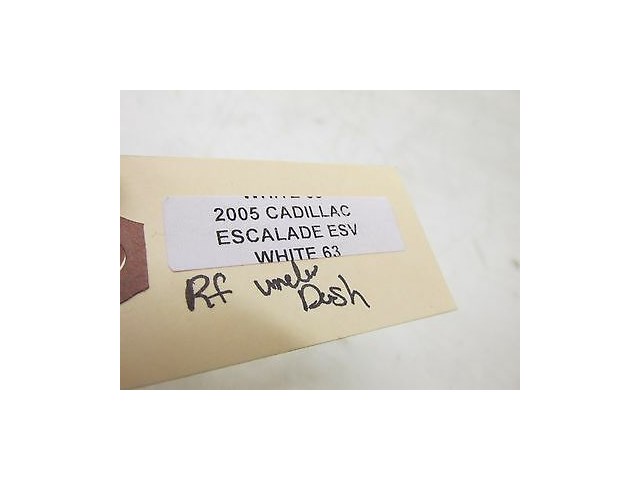 2005 CADILLAC
ESCALADE ESV
WHITE 63
Rf under
Dash